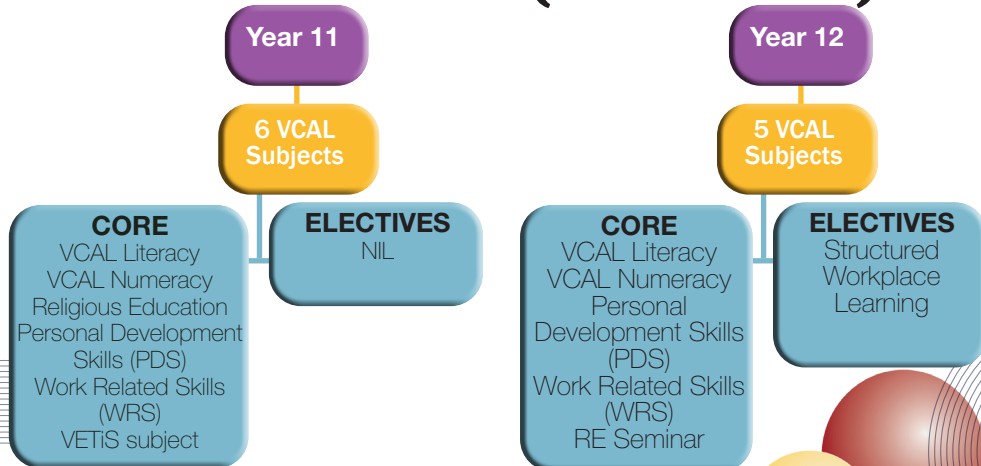 Year 11
6 VCAL
Subjects
CORE
VCAL Literacy
VCAL Numeracy
Religious Education
Personal Development
Skills (PDS)
Work Related Skills
(WRS)
VETiS subject
ELECTIVES
NIL
Year 12
5 VCAL
Subjects
CORE
VCAL Literacy
VCAL Numeracy
Personal
Development Skills
(PDS)
Work Related Skills
(WRS)
RE Seminar
ELECTIVES
Structured
Workplace
Learning